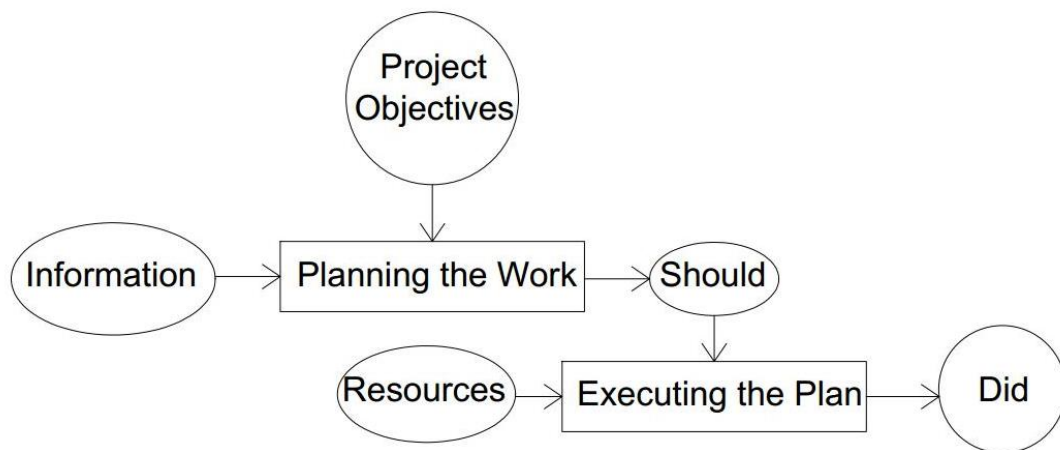 Project
Objectives
Information
Planning the Work
Should
Resources
Executing the Plan
Did